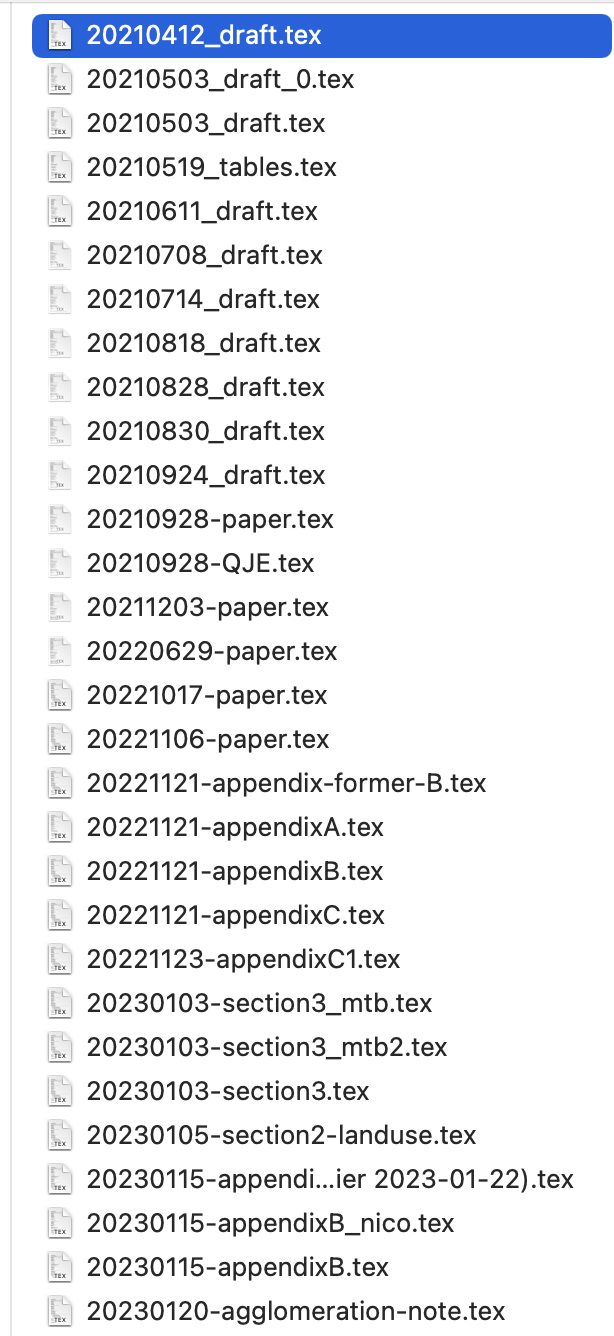 20210412_draft.tex
20210503_draft_0.tex
20210503_draft.tex
20210519_tables.tex
20210611_draft.tex
20210708_draft.tex
20210714_draft.tex
20210818_draft.tex
20210828_draft.tex
20210830_draft.tex
20210924_draft.tex
20210928-paper.tex
20210928-QJE.tex
20211203-paper.tex
20220629-paper.tex
20221017-paper.tex
20221106-paper.tex
20221121-appendix-former-B.tex
20221121-appendixA.tex
20221121-appendixB.tex
20221121-appendixC.tex
20221123-appendixC1.tex
20230103-section3_mtb.tex
20230103-section3_mtb2.tex
20230103-section3.tex
20230105-section2-landuse.tex
20230115-appendi...ier 2023-01-22).tex
20230115-appendixB_nico.tex
20230115-appendixB.tex
20230120-agglomeration-note.tex